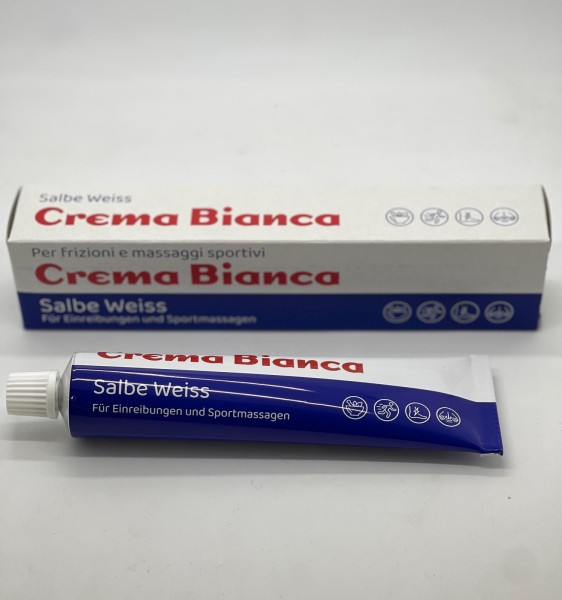 Salbe Weiss
Crema Bianca
Per frizioni e massaggi sportivi
Crema Bianca
Salbe Weiss
Für Einreibungen und Sportmassagen
Crema Bianca
Salbe Weiss
Für Einreibungen und Sportmassagen